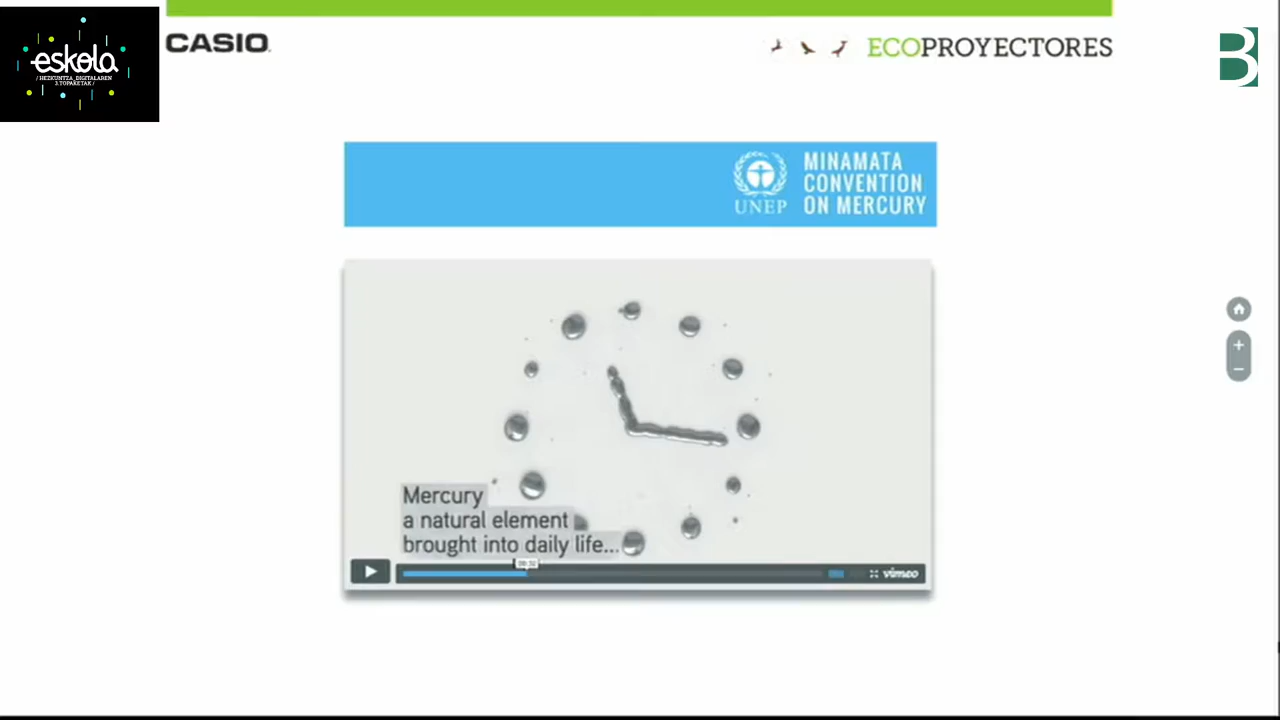 eskola
/ HEZKUNTZA_DIGITALAREN
3.TOPAKETAK /
CASIO
ECOPROYECTORES
B
UNEP
MINAMATA
CONVENTION
ON MERCURY
Mercury
a natural element
brought into daily life...
vimeo